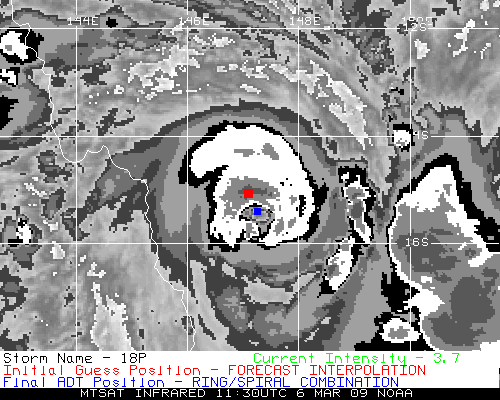 144E 146E 148E
12S
16S
Storm Name - 18P Current Intensity - 3.7
Initial Guess Position - FORECAST INTERPOLATION
Final ADT Position - RING/SPIRAL COMBINATION
MTSAT INFRARED 11:30UTC 6 MAR 09 NOAA